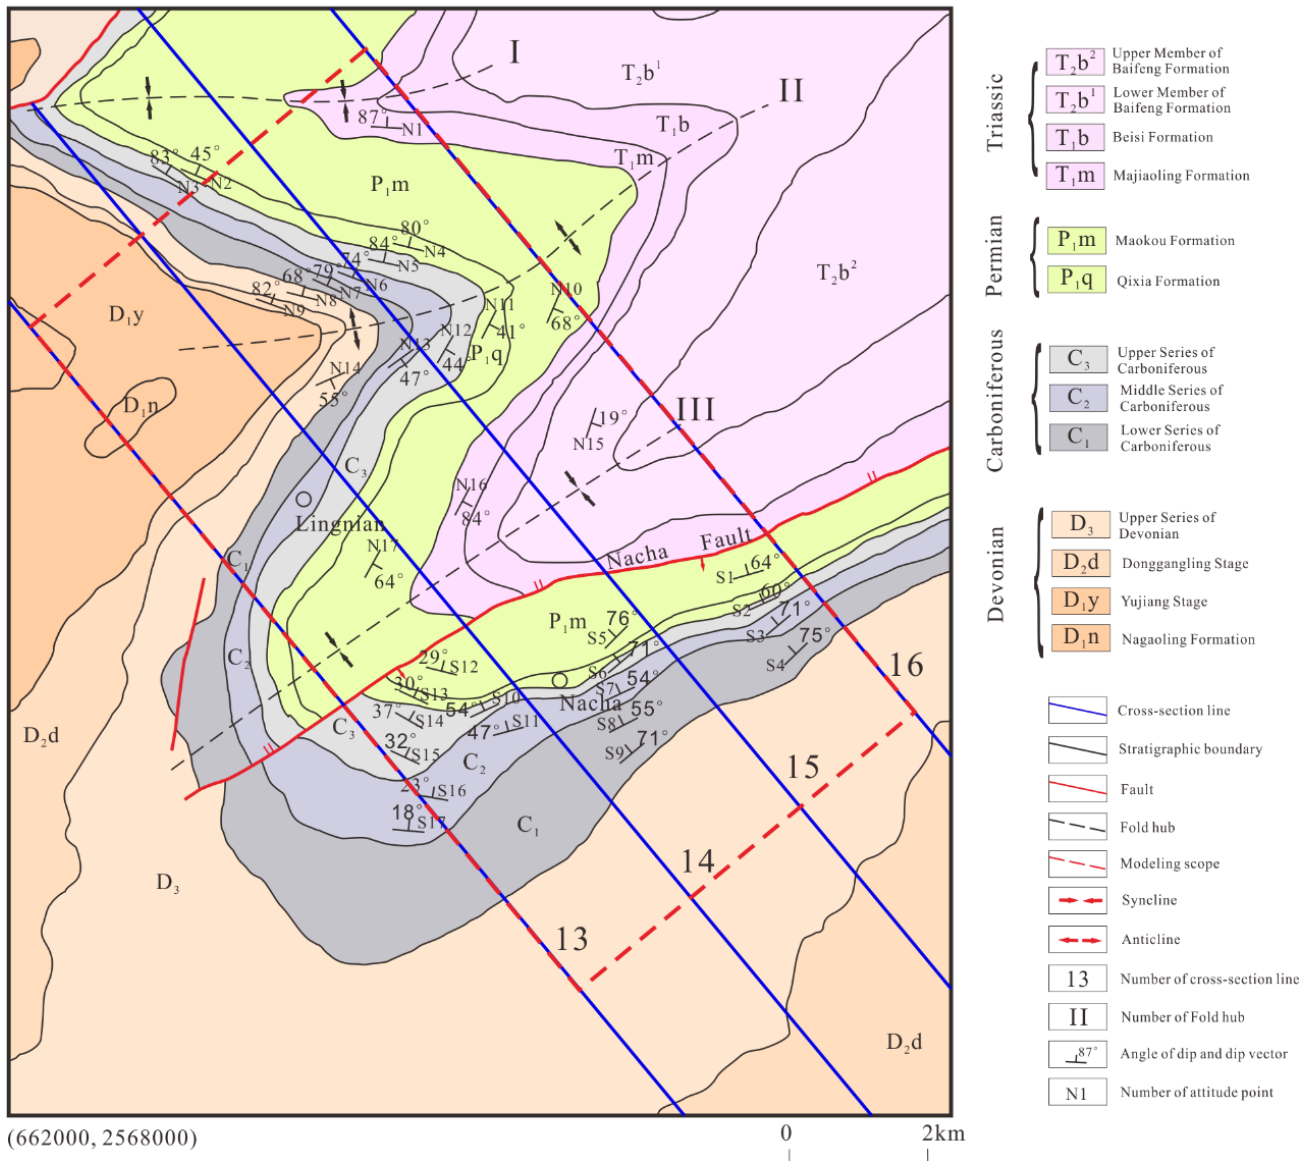 I
II
III
T₂b¹
T₁b
T₁m
T₂b²
87°
N1
83°
45°
N3
N2
P₁m
80°
84°
N4
74°
N5
79°
N6
68°
N7
82°
N8
N9
N10
68°
N11
41°
N12
P₁q
N13
44°
47°
D₁y
N14
55°
D₁n
19°
N15
C₃
N16
84°
Lingnian
N17
64°
C₁
Nacha Fault
S1
64°
60°
S2
71°
S3
75°
S4
P₁m
76°
S5
71°
S6
54°
S7
Nacha
55°
S8
71°
S9
29°
S12
30°
S13
54°
S10
37°
S14
47°
S11
32°
S15
C₂
C₃
C₂
23°
S16
18°
S17
C₁
D₂d
D₃
D₂d
13
14
15
16
(662000, 2568000)
0
2km
Triassic
T₂b² Upper Member of
Baifeng Formation
T₂b¹ Lower Member of
Baifeng Formation
T₁b Beisi Formation
T₁m Majiaoling Formation
Permian
P₁m Maokou Formation
P₁q Qixia Formation
Carboniferous
C₃ Upper Series of
Carboniferous
C₂ Middle Series of
Carboniferous
C₁ Lower Series of
Carboniferous
Devonian
D₃ Upper Series of
Devonian
D₂d Donggangling Stage
D₁y Yujiang Stage
D₁n Nagaoling Formation
Cross-section line
Stratigraphic boundary
Fault
Fold hub
Modeling scope
Syncline
Anticline
13 Number of cross-section line
II Number of Fold hub
87° Angle of dip and dip vector
N1 Number of attitude point